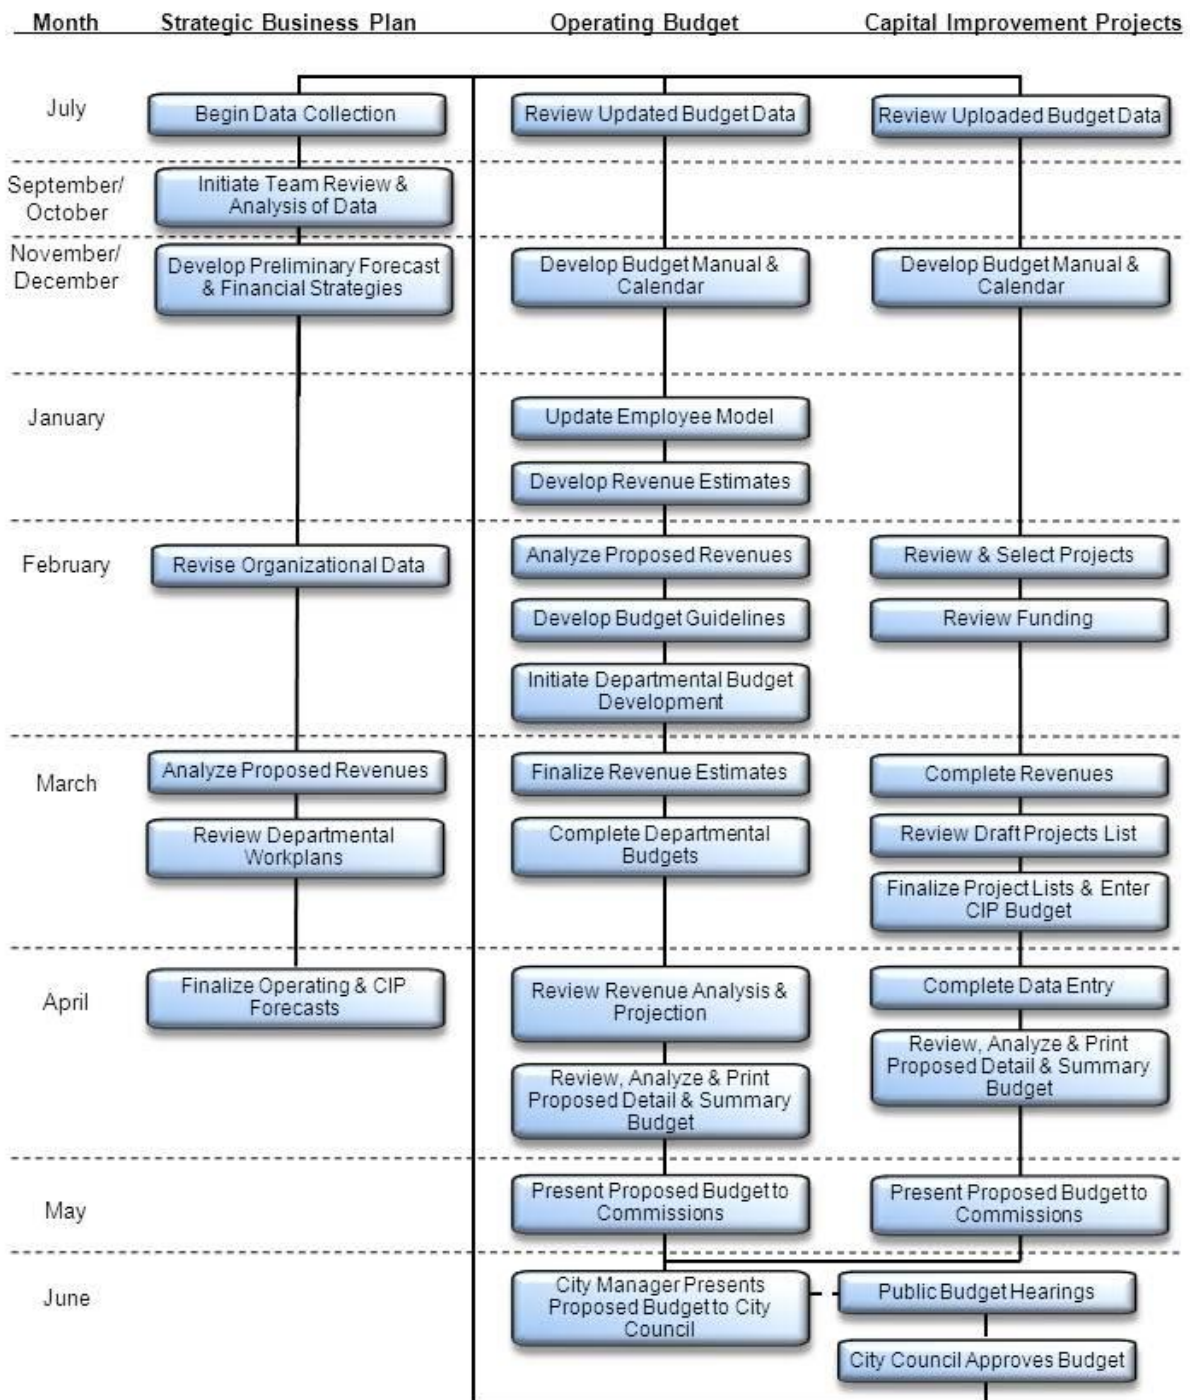 Month Strategic Business Plan Operating Budget Capital Improvement Projects
July
Begin Data Collection
Review Updated Budget Data
Review Uploaded Budget Data
September/
October
Initiate Team Review &
Analysis of Data
November/
December
Develop Preliminary Forecast
& Financial Strategies
Develop Budget Manual &
Calendar
Develop Budget Manual &
Calendar
January
Update Employee Model
Develop Revenue Estimates
February
Revise Organizational Data
Analyze Proposed Revenues
Develop Budget Guidelines
Initiate Departmental Budget
Development
Review & Select Projects
Review Funding
March
Analyze Proposed Revenues
Review Departmental
Workplans
Finalize Revenue Estimates
Complete Departmental
Budgets
Complete Revenues
Review Draft Projects List
Finalize Project Lists & Enter
CIP Budget
April
Finalize Operating & CIP
Forecasts
Review Revenue Analysis &
Projection
Review, Analyze & Print
Proposed Detail & Summary
Budget
Complete Data Entry
Review, Analyze & Print
Proposed Detail & Summary
Budget
May
Present Proposed Budget to
Commissions
Present Proposed Budget to
Commissions
June
City Manager Presents
Proposed Budget to City
Council
Public Budget Hearings
City Council Approves Budget